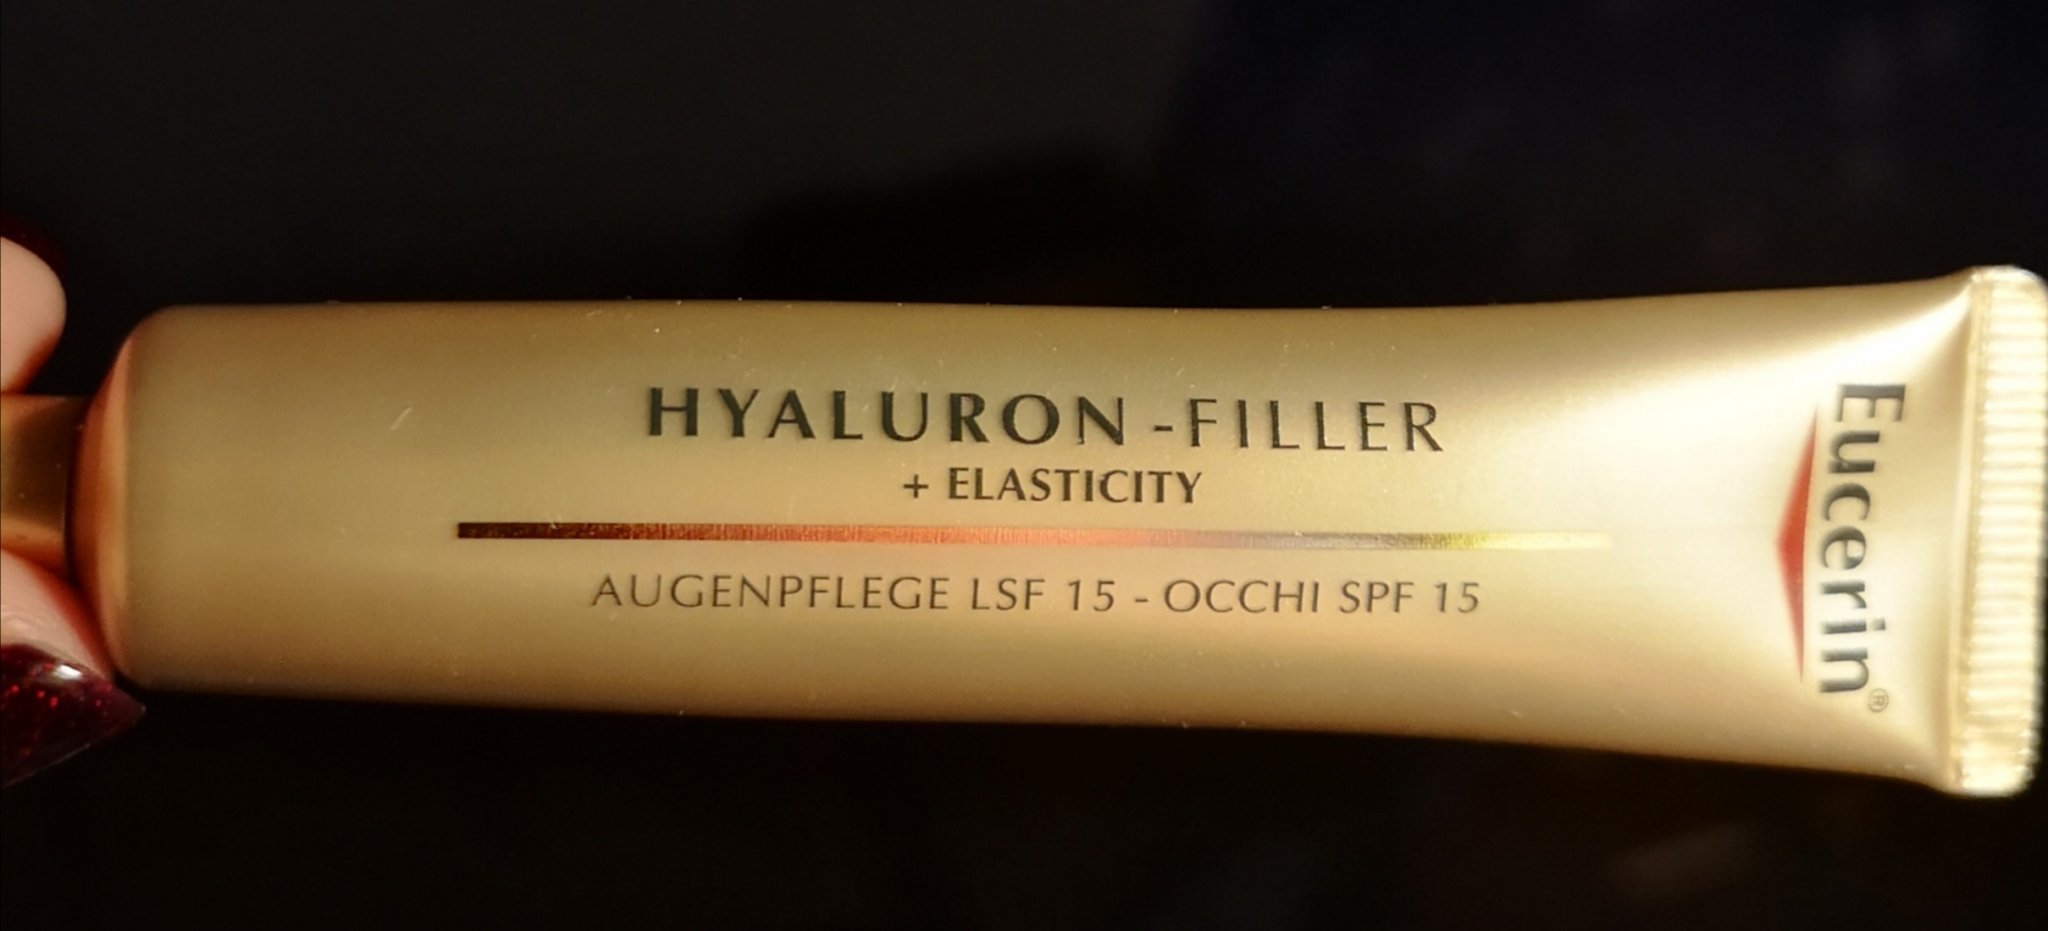 HYALURON-FILLER
+ ELASTICITY
AUGENPFLEGE LSF 15 - OCCHI SPF 15
Eucerin®